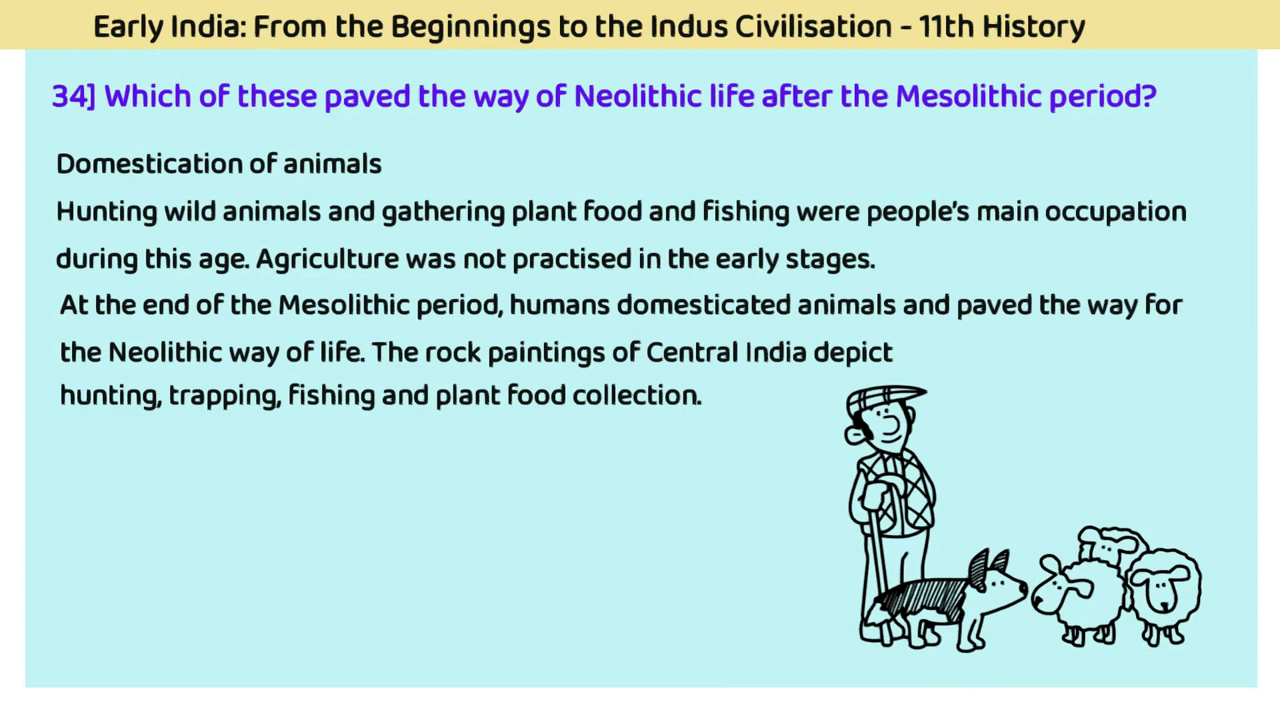 Early India: From the Beginnings to the Indus Civilisation - 11th History
34] Which of these paved the way of Neolithic life after the Mesolithic period?
Domestication of animals
Hunting wild animals and gathering plant food and fishing were people's main occupation
during this age. Agriculture was not practised in the early stages.
At the end of the Mesolithic period, humans domesticated animals and paved the way for
the Neolithic way of life. The rock paintings of Central India depict
hunting, trapping, fishing and plant food collection.